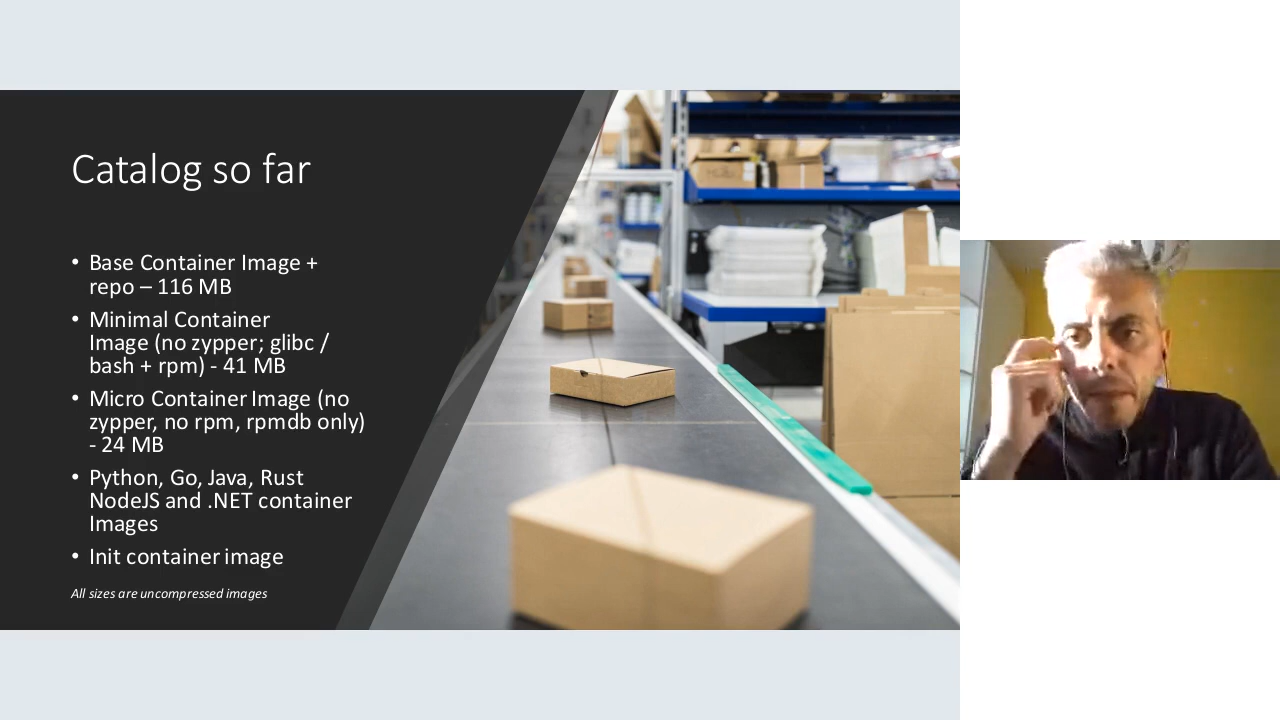 Catalog so far
• Base Container Image +
repo – 116 MB
• Minimal Container
Image (no zypper; glibc /
bash + rpm) - 41 MB
• Micro Container Image (no
zypper, no rpm, rpmdb only)
- 24 MB
• Python, Go, Java, Rust
NodeJS and .NET container
Images
• Init container image
All sizes are uncompressed images